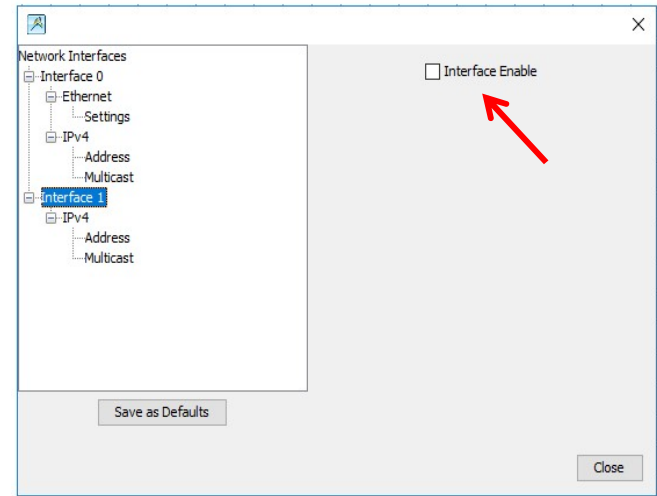 Network Interfaces
Interface 0
Ethernet
Settings
IPv4
Address
Multicast
Interface 1
IPv4
Address
Multicast
Interface Enable
Save as Defaults
Close